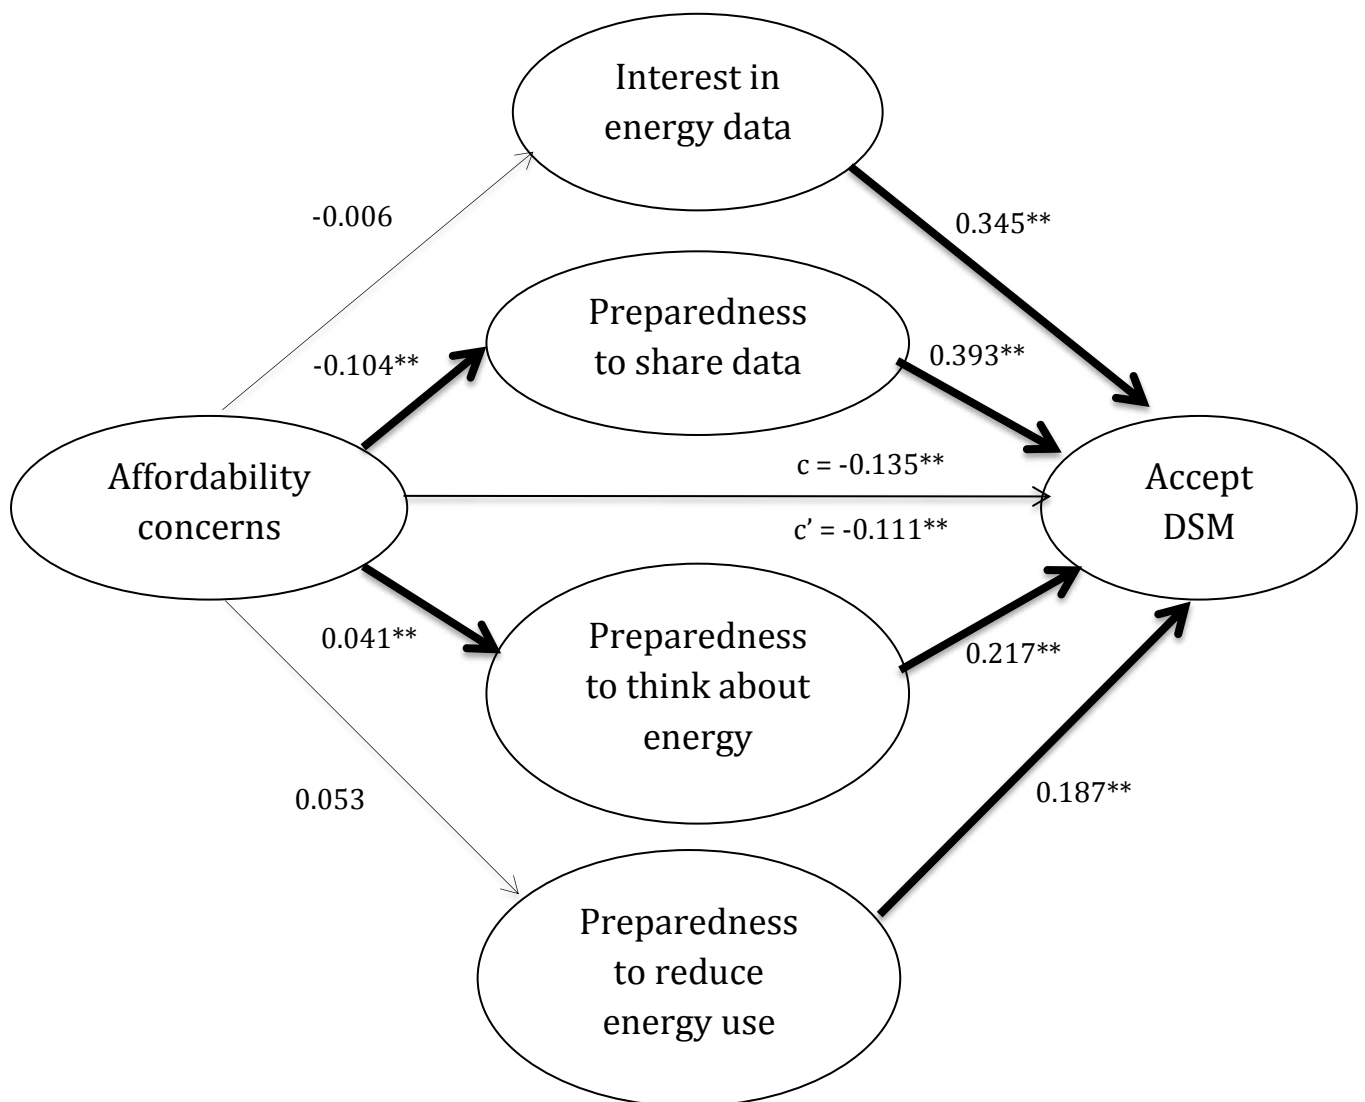 Interest in
energy data
-0.006
0.345**
Preparedness
to share data
-0.104**
0.393**
Affordability
concerns
c = -0.135**
c’ = -0.111**
Accept
DSM
0.041**
Preparedness
to think about
energy
0.217**
0.053
0.187**
Preparedness
to reduce
energy use